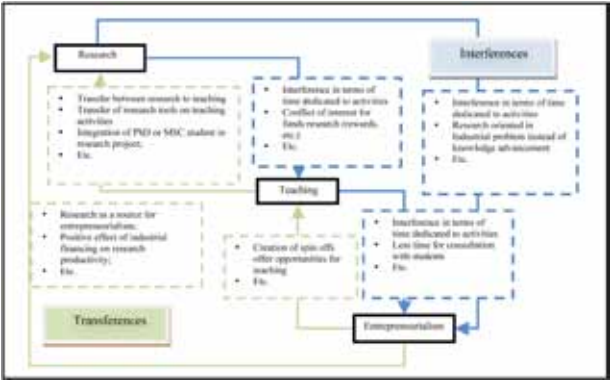 Research
Interferences
Transfer between research to teaching
Transfer of research tools on teaching
activities
Integration of PhD or MSC student in
research project;
Etc.
Interference in terms of
time dedicated to activities
Conflict of interest for
funds research (rewards,
etc.)
Etc.
Interference in terms of time
dedicated to activities
Research oriented in
Industrial problem instead of
knowledge advancement
Etc.
Teaching
Research as a source for
entrepreneurialism;
Positive effect of industrial
financing on research
productivity;
Etc.
Creation of spin offs
offer opportunities for
teaching
Etc.
Interference in terms of
time dedicated to activities
Less time for consultation
with students
Etc.
Transferences
Entrepreneurialism